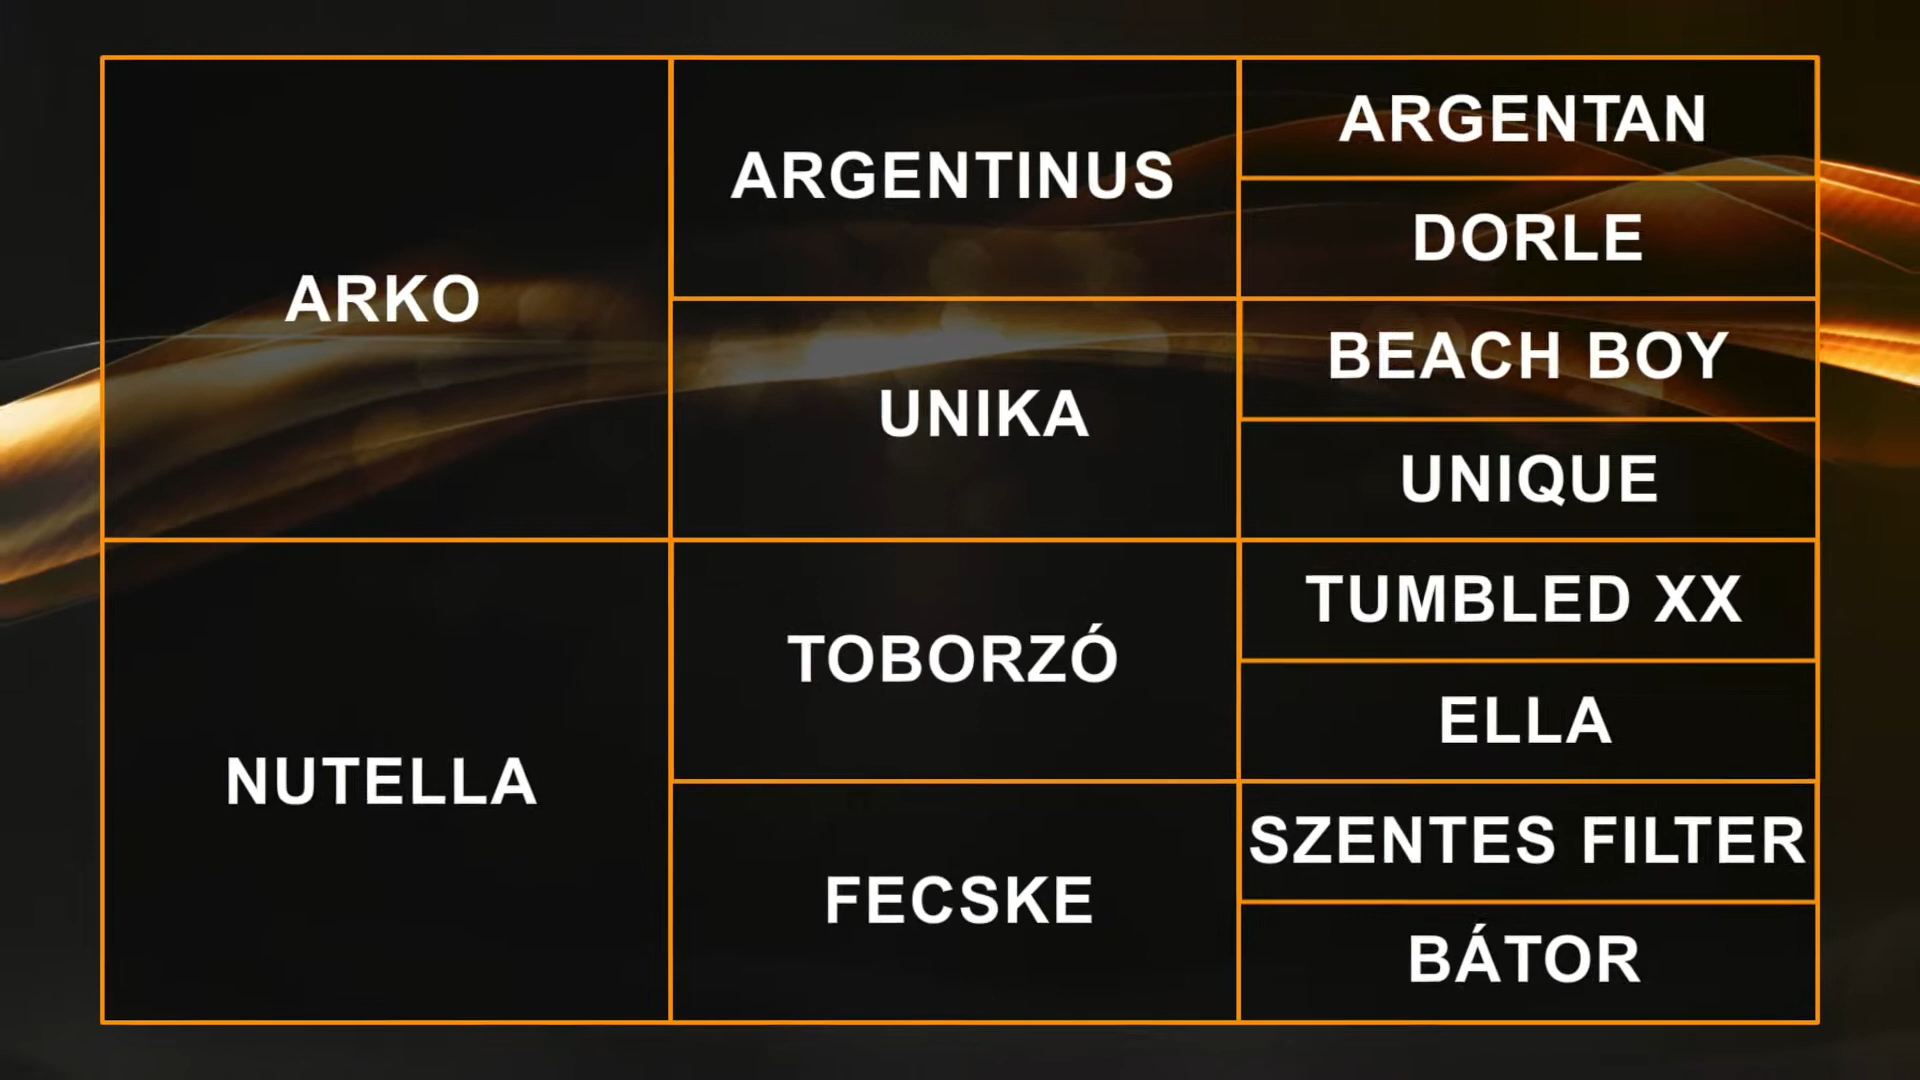 ARKO
ARGENTINUS
ARGENTAN
DORLE
UNIKA
BEACH BOY
UNIQUE
NUTELLA
TOBORZÓ
TUMBLED XX
ELLA
FECSKE
SZENTES FILTER
BÁTOR